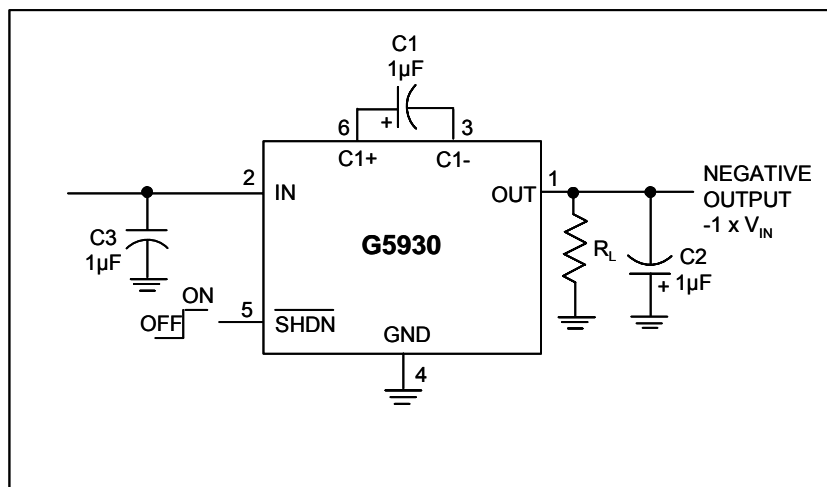 C1
1µF
+
6
3
C1+
C1-
2
IN
1
OUT
NEGATIVE
OUTPUT
-1 x VIN
C3
1µF
G5930
RL
C2
+ 1µF
ON
OFF
5
SHDN
GND
4